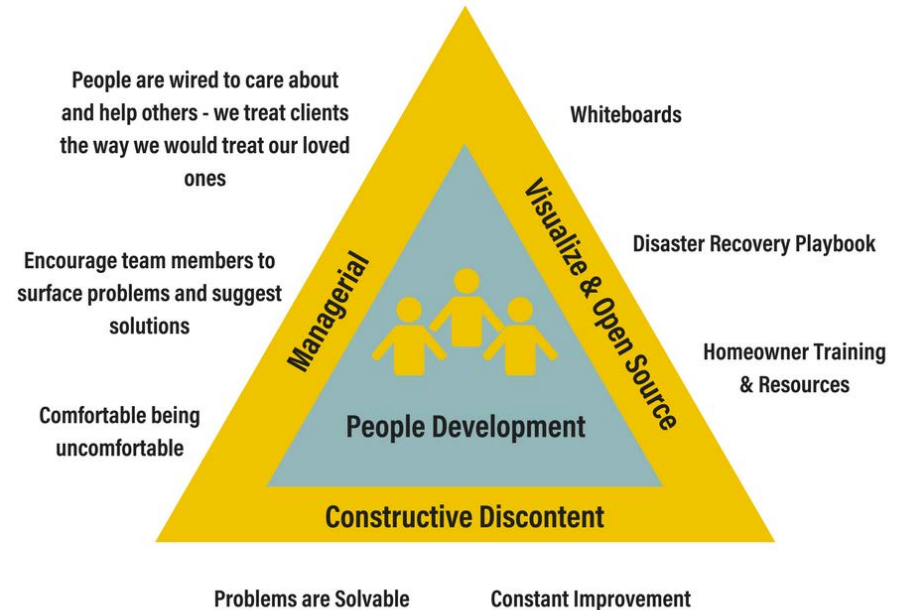 People are wired to care about
and help others - we treat clients
the way we would treat our loved
ones
Encourage team members to
surface problems and suggest
solutions
Comfortable being
uncomfortable
Managerial
Visualize & Open Source
People Development
Constructive Discontent
Whiteboards
Disaster Recovery Playbook
Homeowner Training
& Resources
Problems are Solvable
Constant Improvement